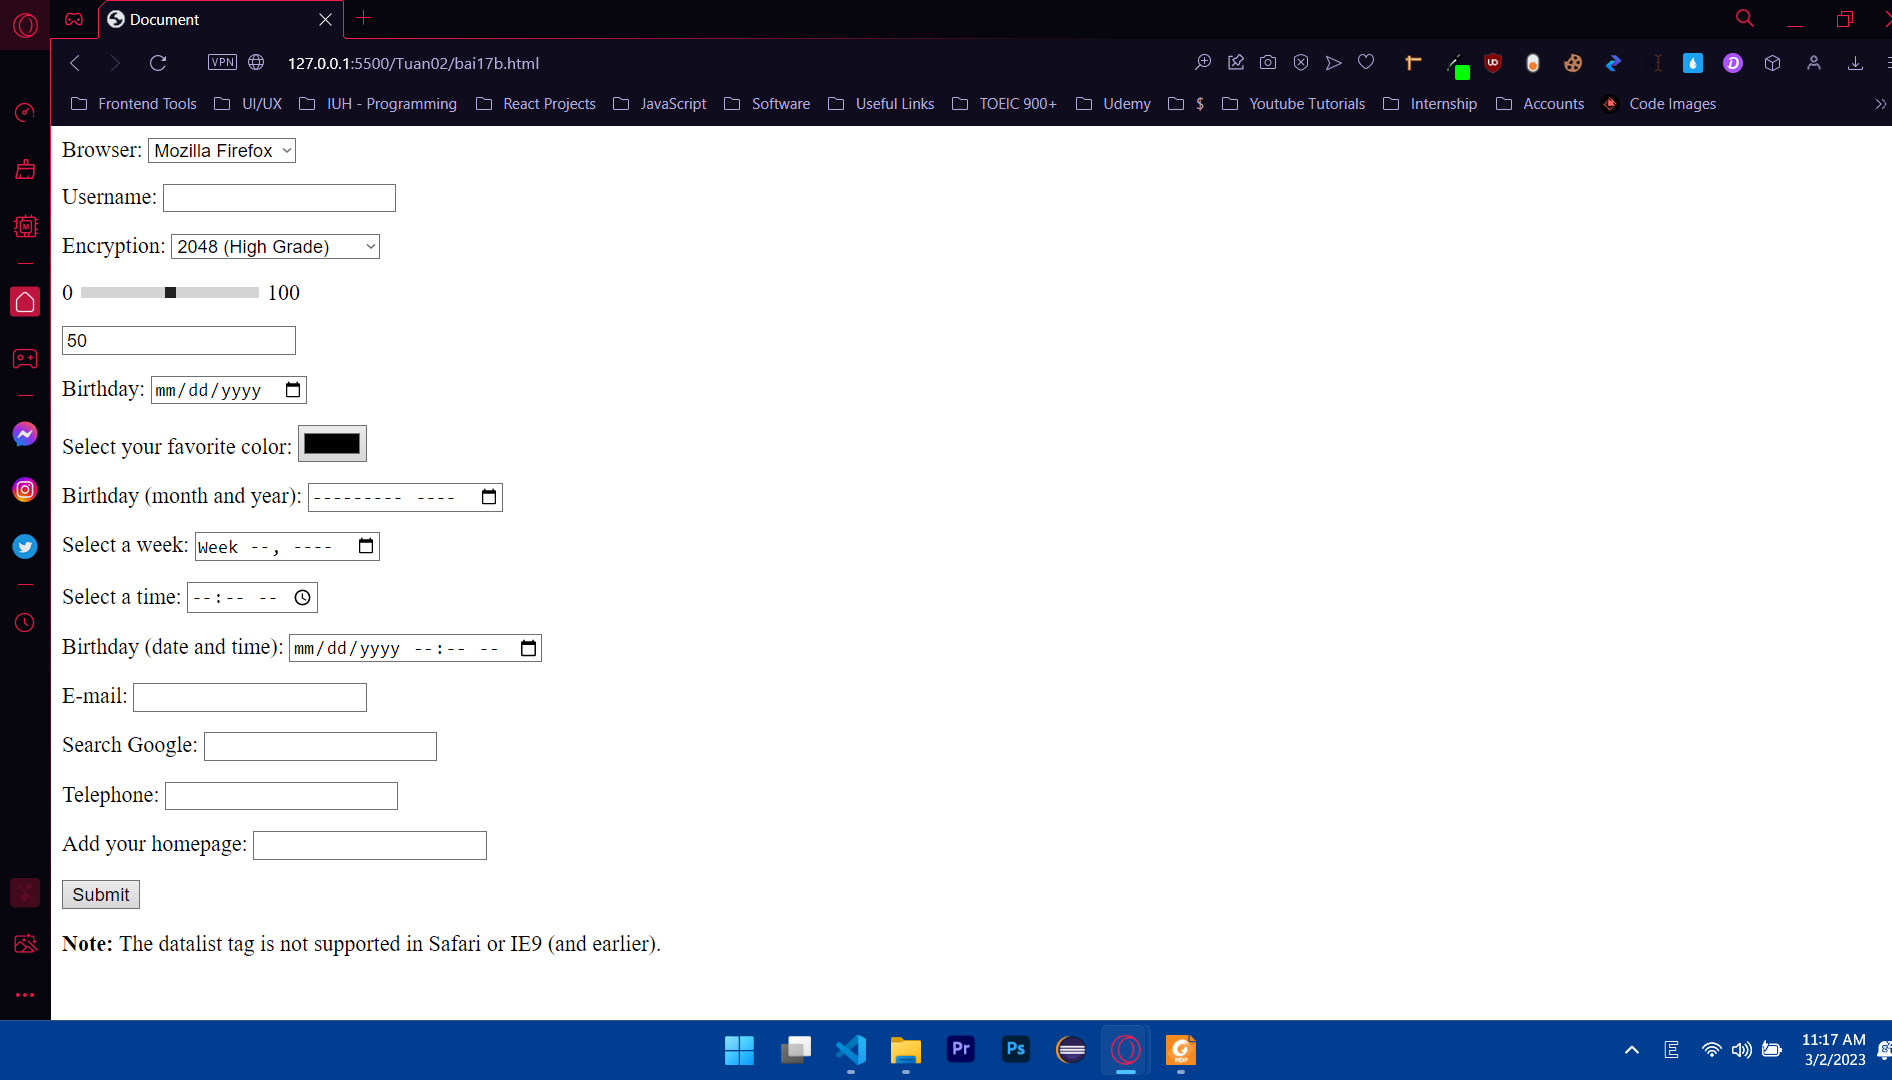 Document
VPN 127.0.0.1:5500/Tuan02/bai17b.html
Frontend Tools UI/UX IUH - Programming React Projects JavaScript Software Useful Links TOEIC 900+ Udemy $ Youtube Tutorials Internship Accounts Code Images
Browser: Mozilla Firefox
Username:
Encryption: 2048 (High Grade)
0 100
50
Birthday: mm/dd/yyyy
Select your favorite color:
Birthday (month and year): --------- ----
Select a week: Week --, ----
Select a time: --:-- --
Birthday (date and time): mm/dd/yyyy --:-- --
E-mail:
Search Google:
Telephone:
Add your homepage:
Submit
Note: The datalist tag is not supported in Safari or IE9 (and earlier).
Pr Ps PDF E 11:17 AM
3/2/2023